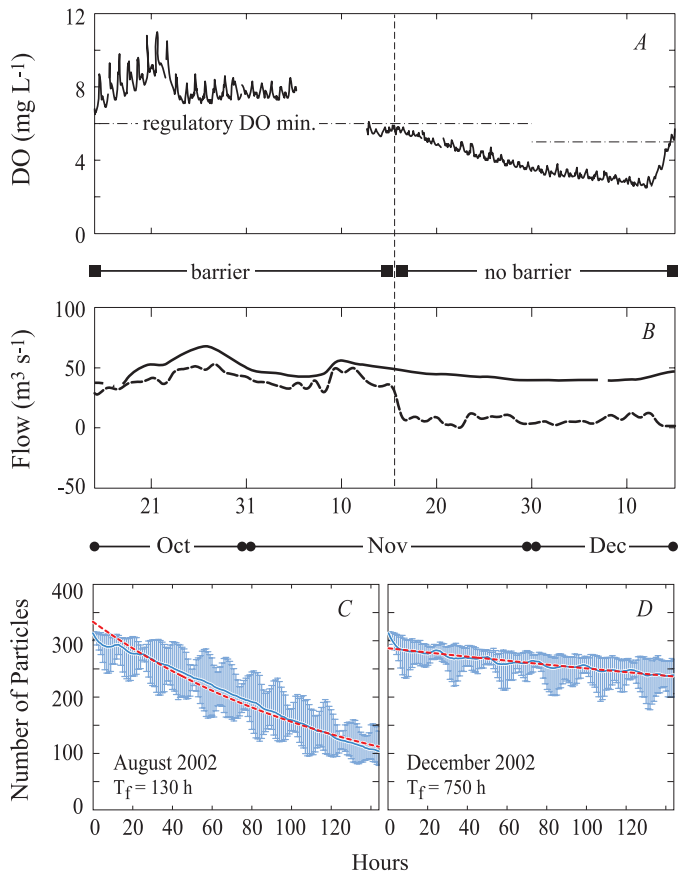 12
8
4
0
DO (mg L-1)
A
regulatory DO min.
barrier
no barrier
100
50
0
-50
Flow (m3 s-1)
B
21
31
10
20
30
10
Oct
Nov
Dec
400
300
200
100
0
Number of Particles
C
D
August 2002
Tf = 130 h
December 2002
Tf = 750 h
0 20 40 60 80 100 120
0 20 40 60 80 100 120
Hours